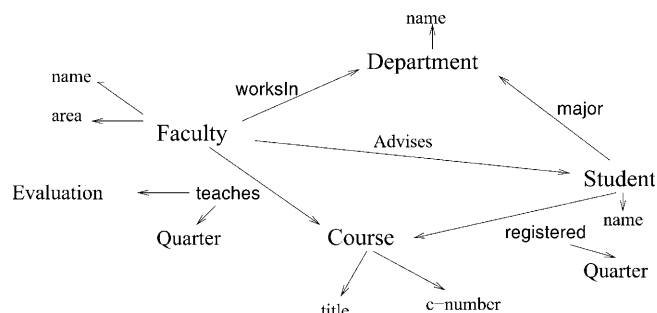 name
Department
name
worksIn
major
area
Faculty
Advises
Student
Evaluation
teaches
name
Quarter
Course
registered
Quarter
title
c-number